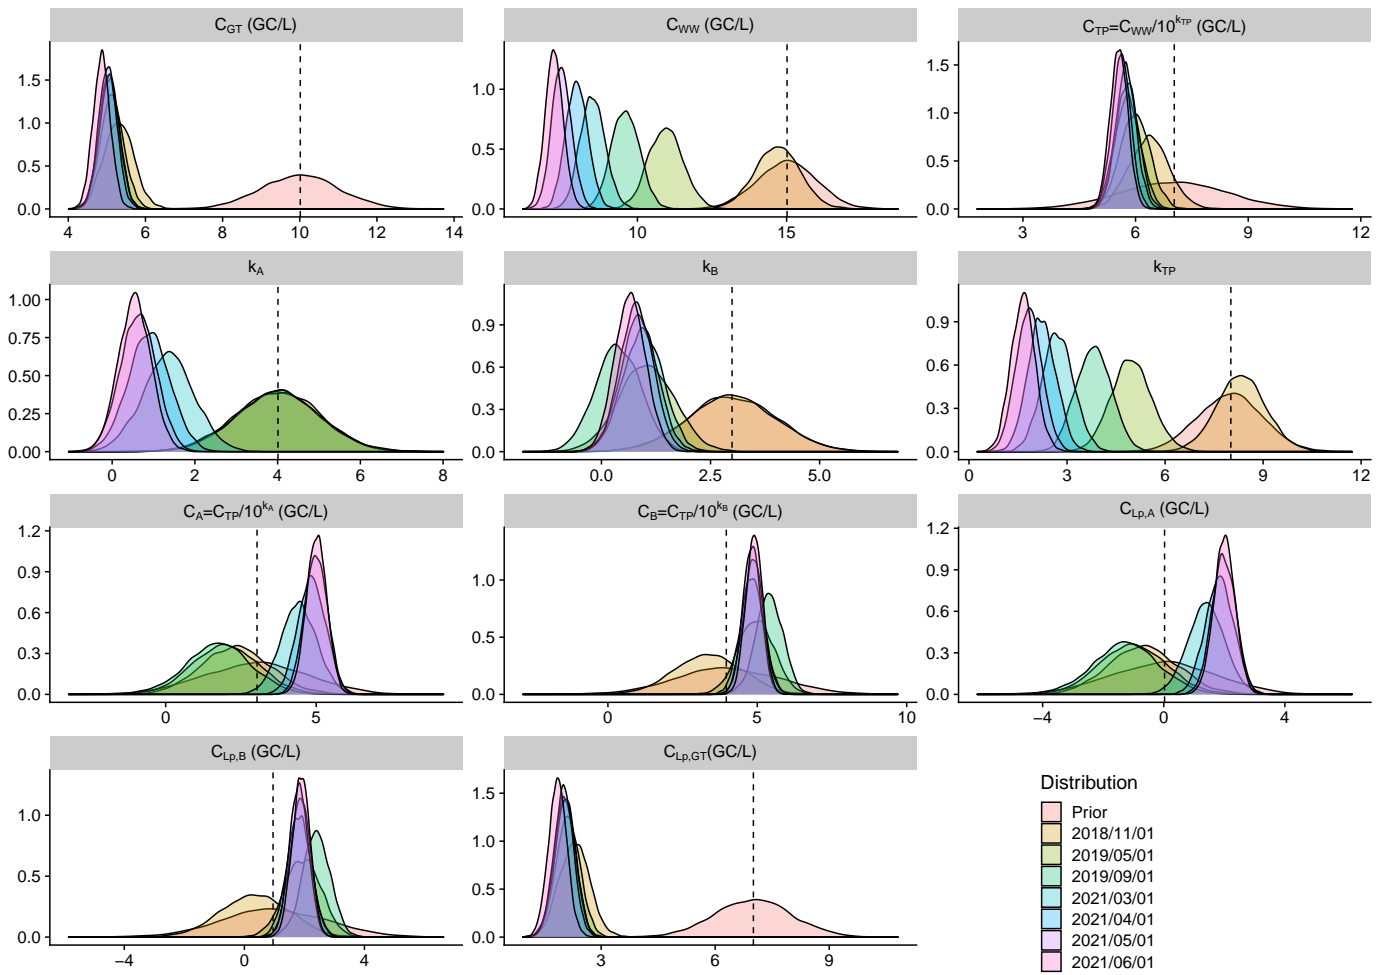 C_GT (GC/L)
C_WW (GC/L)
C_TP=C_WW/10^k_TP (GC/L)
1.5
1.0
0.5
0.0
4 6 8 10 12 14
1.0
0.5
0.0
10 15
1.5
1.0
0.5
0.0
3 6 9 12
k_A
k_B
k_TP
1.00
0.75
0.50
0.25
0.00
0 2 4 6 8
0.9
0.6
0.3
0.0
0.0 2.5 5.0
0.9
0.6
0.3
0.0
0 3 6 9 12
C_A=C_TP/10^k_A (GC/L)
C_B=C_TP/10^k_B (GC/L)
C_Lp,A (GC/L)
1.2
0.9
0.6
0.3
0.0
0 5
1.0
0.5
0.0
0 5 10
1.2
0.9
0.6
0.3
0.0
−4 0 4
C_Lp,B (GC/L)
C_Lp,GT(GC/L)
1.0
0.5
0.0
−4 0 4
1.5
1.0
0.5
0.0
3 6 9
Distribution
Prior
2018/11/01
2019/05/01
2019/09/01
2021/03/01
2021/04/01
2021/05/01
2021/06/01